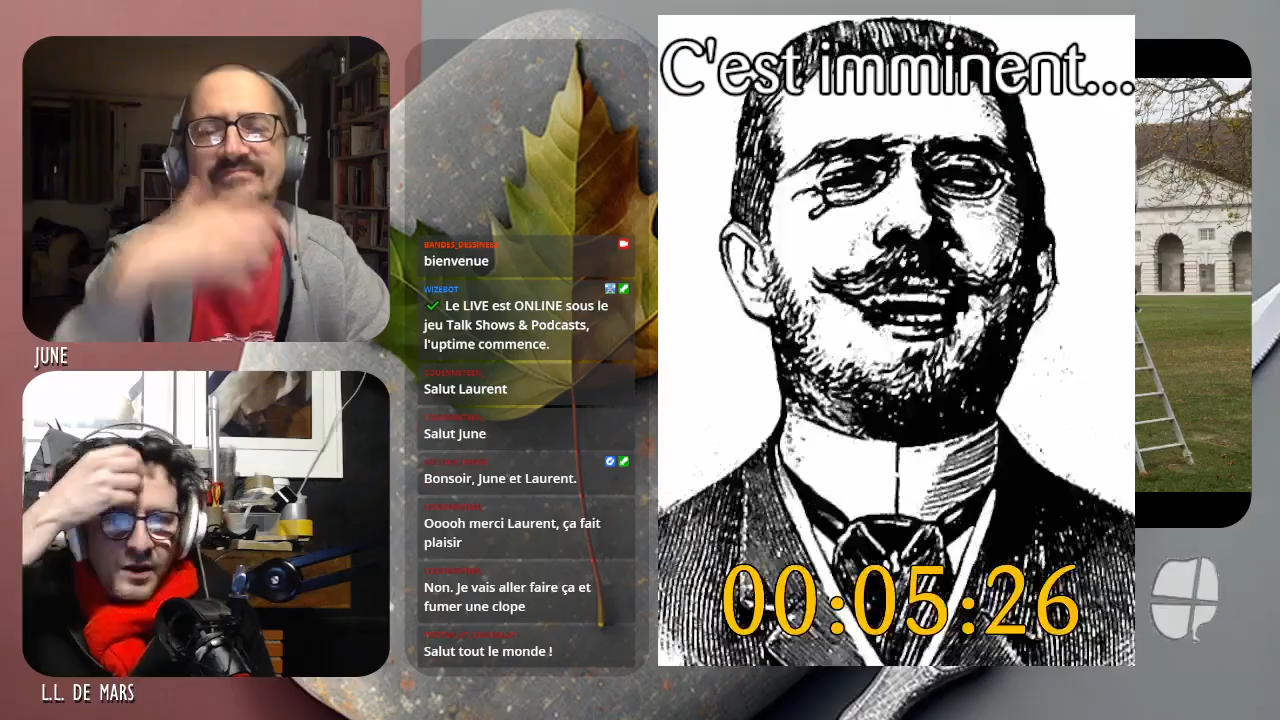 C'est imminent...
BANDES_DESSINEES
bienvenue
WIZEBOT
Le LIVE est ONLINE sous le
jeu Talk Shows & Podcasts,
l'uptime commence.
Salut Laurent
Salut June
Bonsoir, June et Laurent.
Ooooh merci Laurent, ça fait
plaisir
Non. Je vais aller faire ça et
fumer une clope
Salut tout le monde !
JUNE
L.L. DE MARS
00:05:26